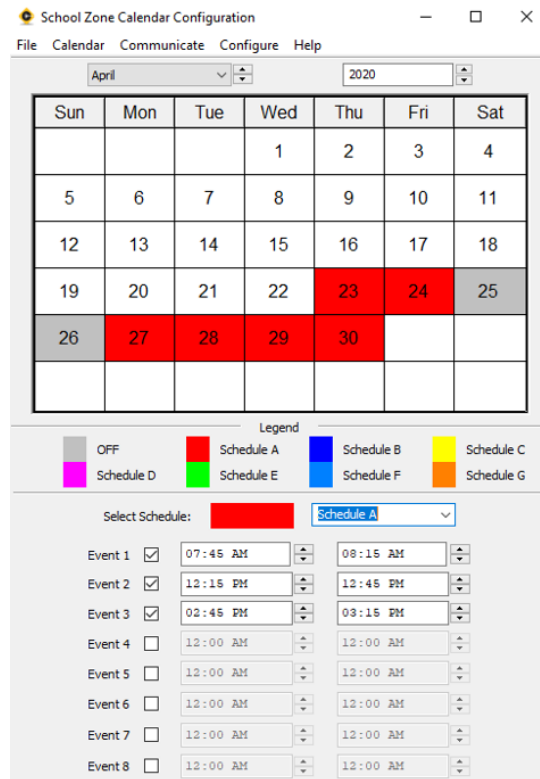 School Zone Calendar Configuration
File Calendar Communicate Configure Help
April 2020
Sun Mon Tue Wed Thu Fri Sat
1 2 3 4
5 6 7 8 9 10 11
12 13 14 15 16 17 18
19 20 21 22 23 24 25
26 27 28 29 30
Legend
OFF Schedule A Schedule B Schedule C
Schedule D Schedule E Schedule F Schedule G
Select Schedule: Schedule A
Event 1 07:45 AM 08:15 AM
Event 2 12:15 PM 12:45 PM
Event 3 02:45 PM 03:15 PM
Event 4 12:00 AM 12:00 AM
Event 5 12:00 AM 12:00 AM
Event 6 12:00 AM 12:00 AM
Event 7 12:00 AM 12:00 AM
Event 8 12:00 AM 12:00 AM